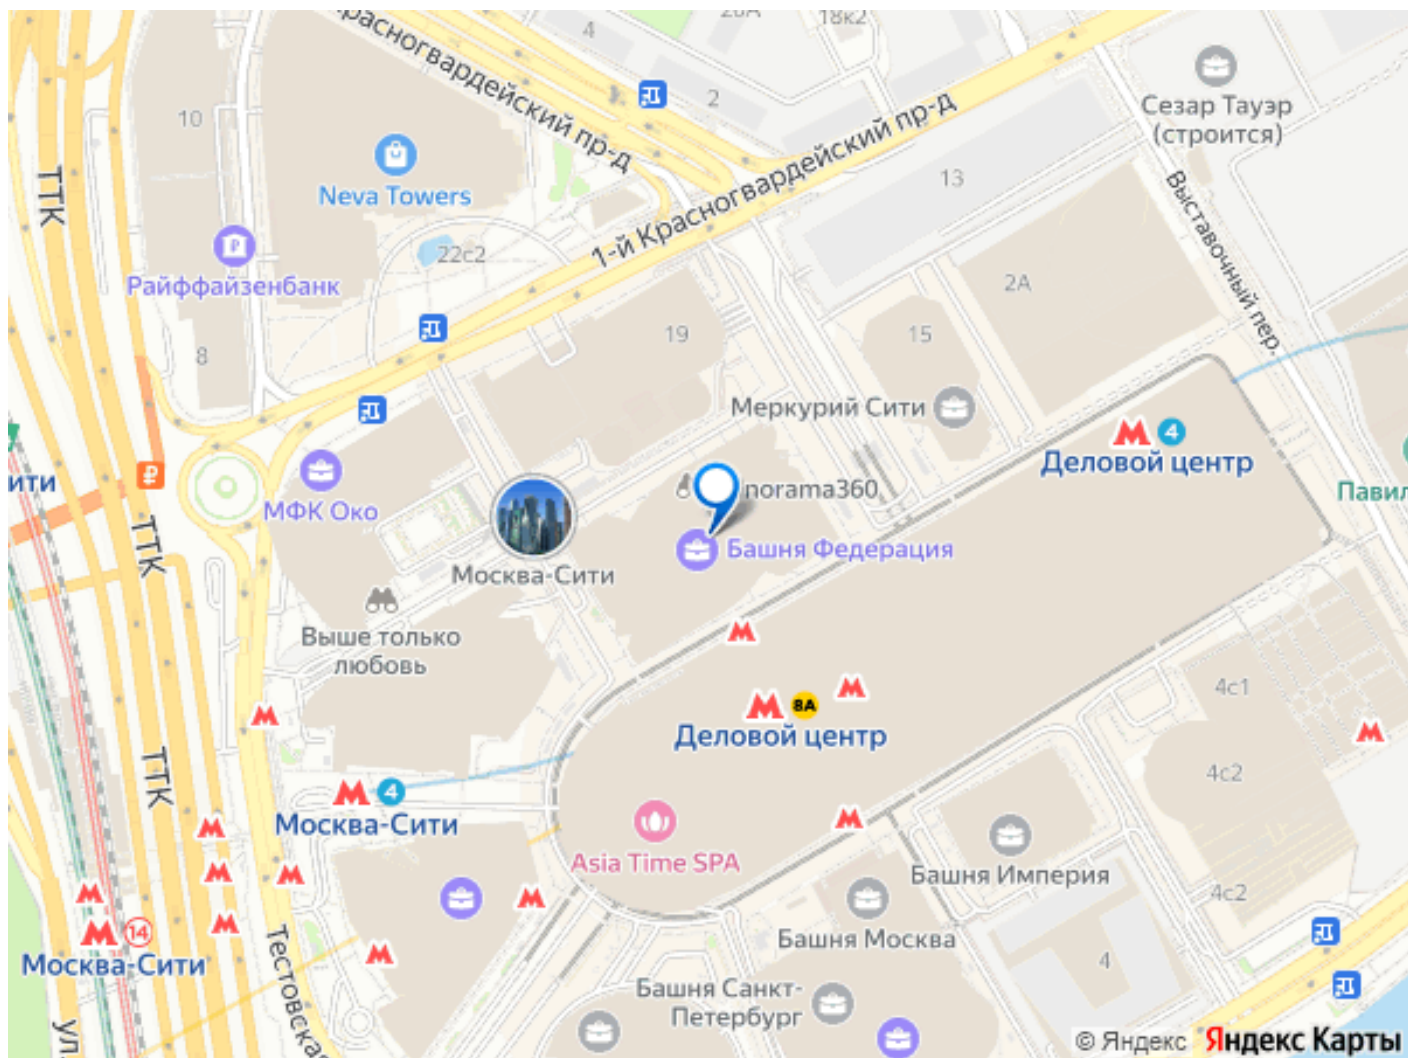 Красногвардейский пр-д
4
2
18к2
Сезар Тауэр
(строится)
10
ТТК
Neva Towers
1-й Красногвардейский пр-д
13
Выставочный пер.
22с2
Райффайзенбанк
2А
8
19
15
Меркурий Сити
4
Деловой центр
Павил
ити
МФК Око
norama360
Башня Федерация
Москва-Сити
ТТК
Выше только
любовь
8А
Деловой центр
4с1
4с2
ТТК
4
Москва-Сити
Asia Time SPA
Башня Империя
4с2
14
Москва-Сити
Тестовская
Башня Москва
4
Башня Санкт-
Петербург
ул
© Яндекс Яндекс Карты